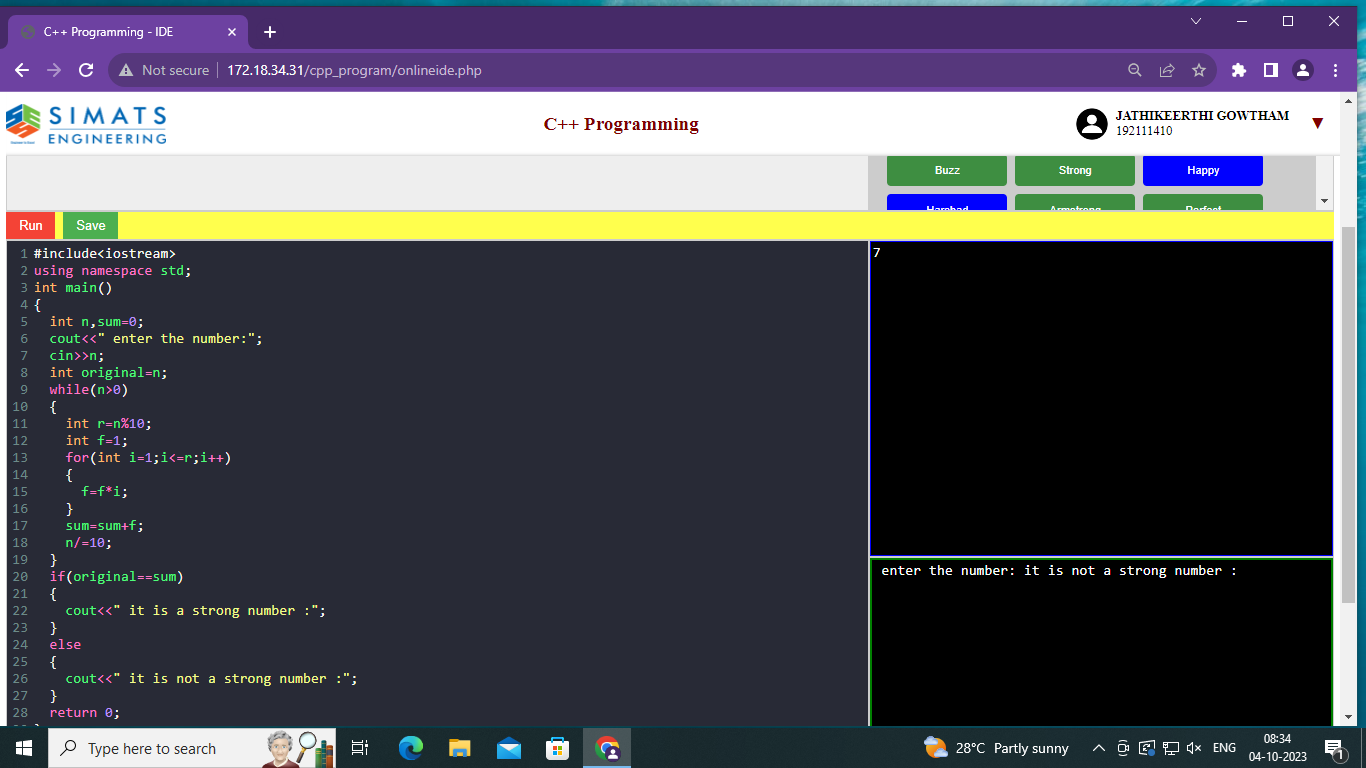 C++ Programming - IDE
Not secure
172.18.34.31/cpp_program/onlineide.php
SIMATS
ENGINEERING
C++ Programming
JATHIKEERTHI GOWTHAM
192111410
Buzz
Strong
Happy
Harshad
Armstrong
Perfect
Run
Save
1 #include<iostream>
2 using namespace std;
3 int main()
4 {
5   int n,sum=0;
6   cout<<" enter the number:";
7   cin>>n;
8   int original=n;
9   while(n>0)
10   {
11     int r=n%10;
12     int f=1;
13     for(int i=1;i<=r;i++)
14     {
15       f=f*i;
16     }
17     sum=sum+f;
18     n/=10;
19   }
20   if(original==sum)
21   {
22     cout<<" it is a strong number :";
23   }
24   else
25   {
26     cout<<" it is not a strong number :";
27   }
28   return 0;
7
enter the number: it is not a strong number :
Type here to search
28°C Partly sunny
ENG
08:34
04-10-2023
1